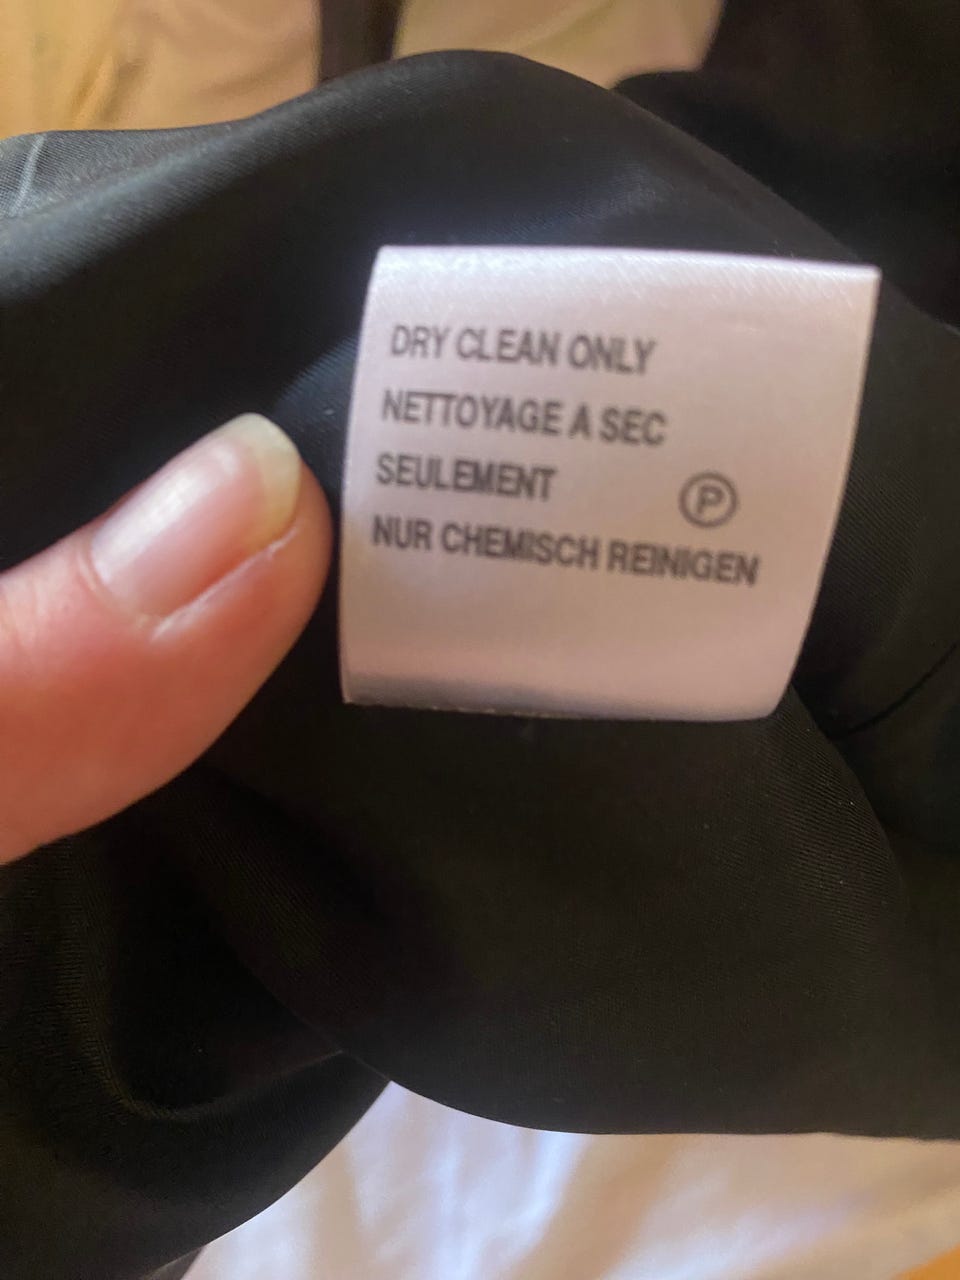 DRY CLEAN ONLY
NETTOYAGE A SEC
SEULEMENT
P
NUR CHEMISCH REINIGEN